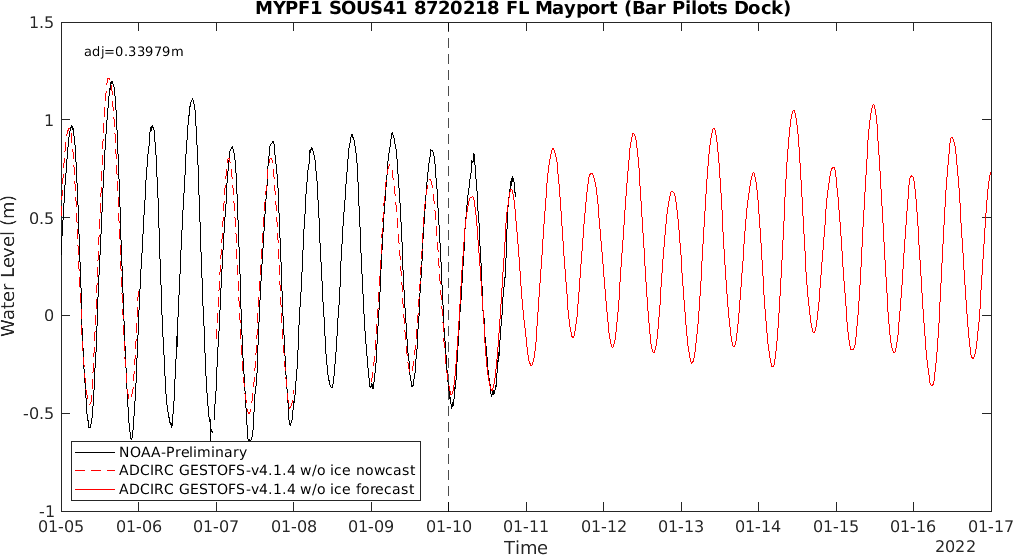 MYPF1 SOUS41 8720218 FL Mayport (Bar Pilots Dock)
adj=0.33979m
1.5
1
0.5
0
-0.5
-1
Water Level (m)
NOAA-Preliminary
ADCIRC GESTOFS-v4.1.4 w/o ice nowcast
ADCIRC GESTOFS-v4.1.4 w/o ice forecast
01-05 01-06 01-07 01-08 01-09 01-10 01-11 01-12 01-13 01-14 01-15 01-16 01-17
Time
2022